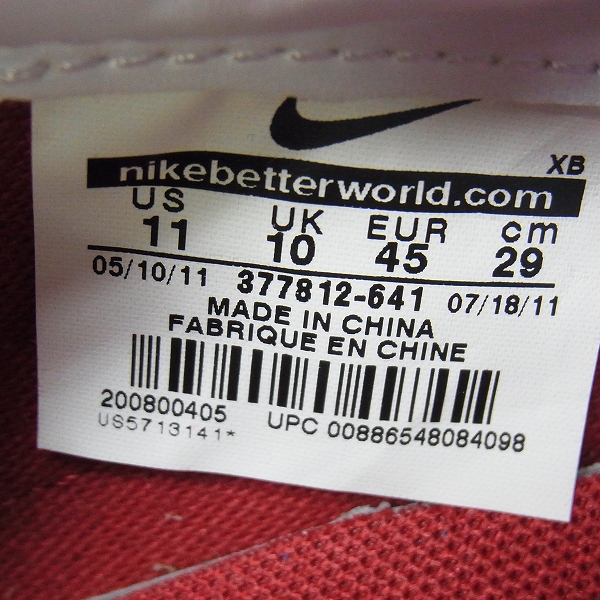 XB
nikebetterworld.com
US UK EUR cm
11 10 45 29
05/10/11 377812-641 07/18/11
MADE IN CHINA
FABRIQUE EN CHINE
200800405 UPC 00886548084098
US5713141*